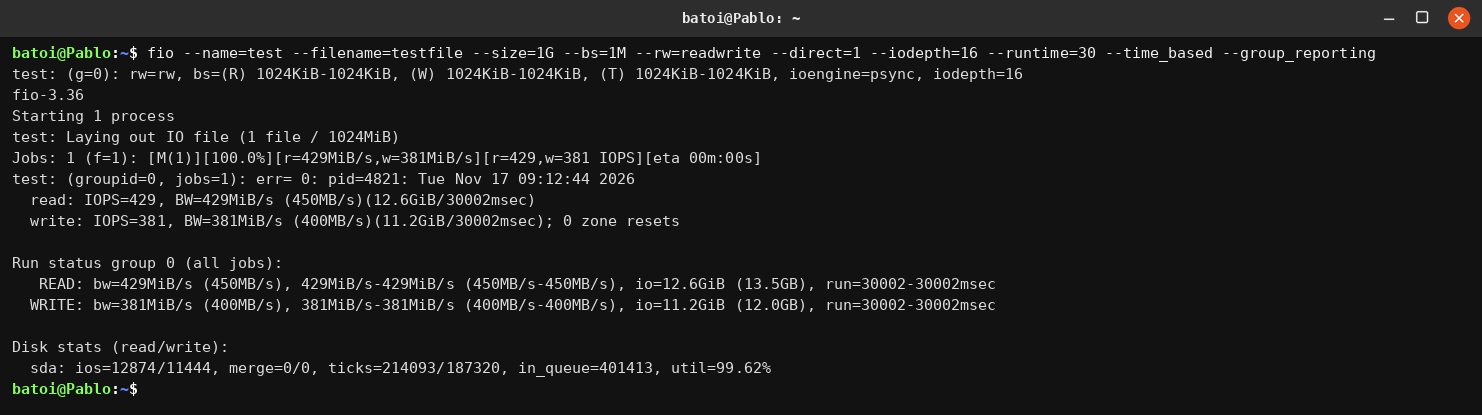 batoi@Pablo: ~
batoi@Pablo:~$ fio --name=test --filename=testfile --size=1G --bs=1M --rw=readwrite --direct=1 --iodepth=16 --runtime=30 --time_based --group_reporting
test: (g=0): rw=rw, bs=(R) 1024KiB-1024KiB, (W) 1024KiB-1024KiB, (T) 1024KiB-1024KiB, ioengine=psync, iodepth=16
fio-3.36
Starting 1 process
test: Laying out IO file (1 file / 1024MiB)
Jobs: 1 (f=1): [M(1)][100.0%][r=429MiB/s,w=381MiB/s][r=429,w=381 IOPS][eta 00m:00s]
test: (groupid=0, jobs=1): err= 0: pid=4821: Tue Nov 17 09:12:44 2026
  read: IOPS=429, BW=429MiB/s (450MB/s)(12.6GiB/30002msec)
  write: IOPS=381, BW=381MiB/s (400MB/s)(11.2GiB/30002msec); 0 zone resets

Run status group 0 (all jobs):
   READ: bw=429MiB/s (450MB/s), 429MiB/s-429MiB/s (450MB/s-450MB/s), io=12.6GiB (13.5GB), run=30002-30002msec
  WRITE: bw=381MiB/s (400MB/s), 381MiB/s-381MiB/s (400MB/s-400MB/s), io=11.2GiB (12.0GB), run=30002-30002msec

Disk stats (read/write):
  sda: ios=12874/11444, merge=0/0, ticks=214093/187320, in_queue=401413, util=99.62%
batoi@Pablo:~$